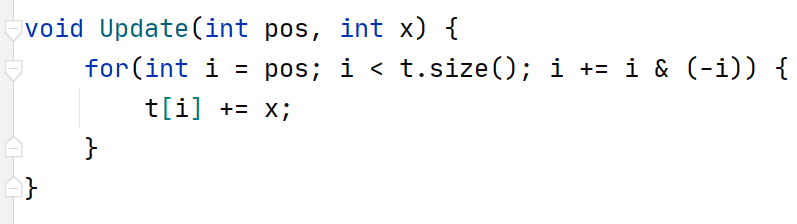 void Update(int pos, int x) {
    for(int i = pos; i < t.size(); i += i & (-i)) {
        t[i] += x;
    }
}